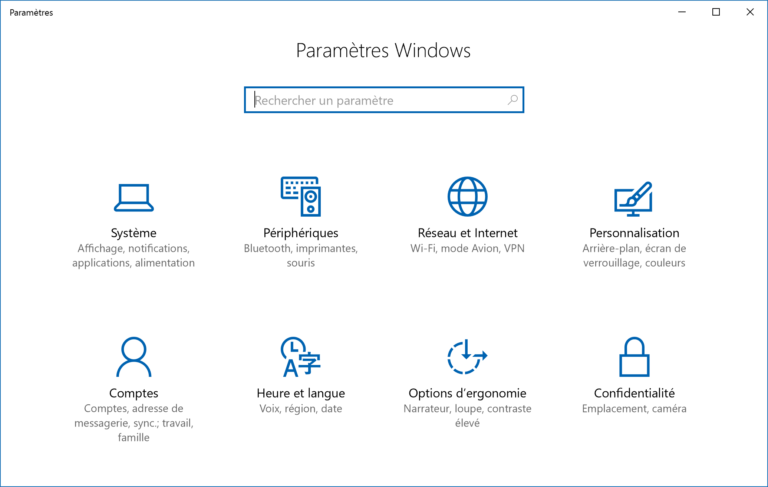 Paramètres
Paramètres Windows
Rechercher un paramètre
Système
Affichage, notifications,
applications, alimentation
Périphériques
Bluetooth, imprimantes,
souris
Réseau et Internet
Wi-Fi, mode Avion, VPN
Personnalisation
Arrière-plan, écran de
verrouillage, couleurs
Comptes
Comptes, adresse de
messagerie, sync.; travail,
famille
A字
Heure et langue
Voix, région, date
Options d'ergonomie
Narrateur, loupe, contraste
élevé
Confidentialité
Emplacement, caméra